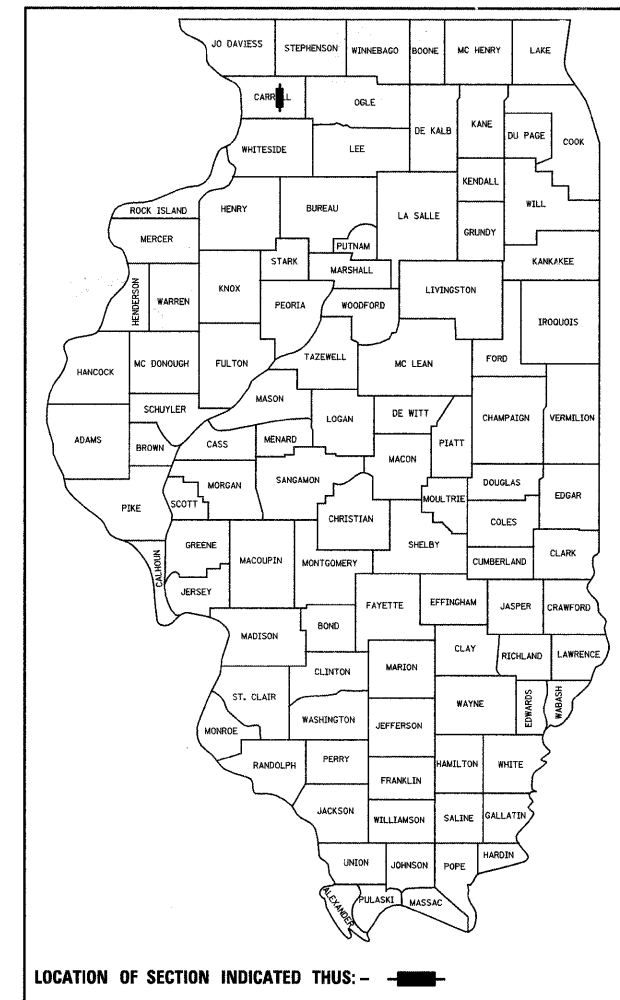 JO DAVIESS
STEPHENSON
WINNEBAGO
BOONE
MC HENRY
LAKE
CARROLL
OGLE
DE KALB
KANE
DU PAGE
COOK
WHITESIDE
LEE
KENDALL
WILL
ROCK ISLAND
HENRY
BUREAU
LA SALLE
GRUNDY
MERCER
PUTNAM
STARK
MARSHALL
KANKAKEE
HENDERSON
WARREN
KNOX
PEORIA
WOODFORD
LIVINGSTON
IROQUOIS
HANCOCK
MC DONOUGH
FULTON
TAZEWELL
MC LEAN
FORD
MASON
SCHUYLER
LOGAN
DE WITT
CHAMPAIGN
VERMILION
ADAMS
BROWN
CASS
MENARD
PIATT
MACON
MORGAN
SANGAMON
DOUGLAS
EDGAR
PIKE
SCOTT
MOULTRIE
CHRISTIAN
COLES
SHELBY
CALHOUN
GREENE
MACOUPIN
MONTGOMERY
CUMBERLAND
CLARK
JERSEY
FAYETTE
EFFINGHAM
JASPER
CRAWFORD
MADISON
BOND
CLAY
RICHLAND
LAWRENCE
CLINTON
MARION
ST. CLAIR
WAYNE
EDWARDS
WABASH
WASHINGTON
JEFFERSON
MONROE
RANDOLPH
PERRY
HAMILTON
WHITE
FRANKLIN
JACKSON
WILLIAMSON
SALINE
GALLATIN
UNION
JOHNSON
POPE
HARDIN
ALEXANDER
PULASKI
MASSAC
LOCATION OF SECTION INDICATED THUS: -